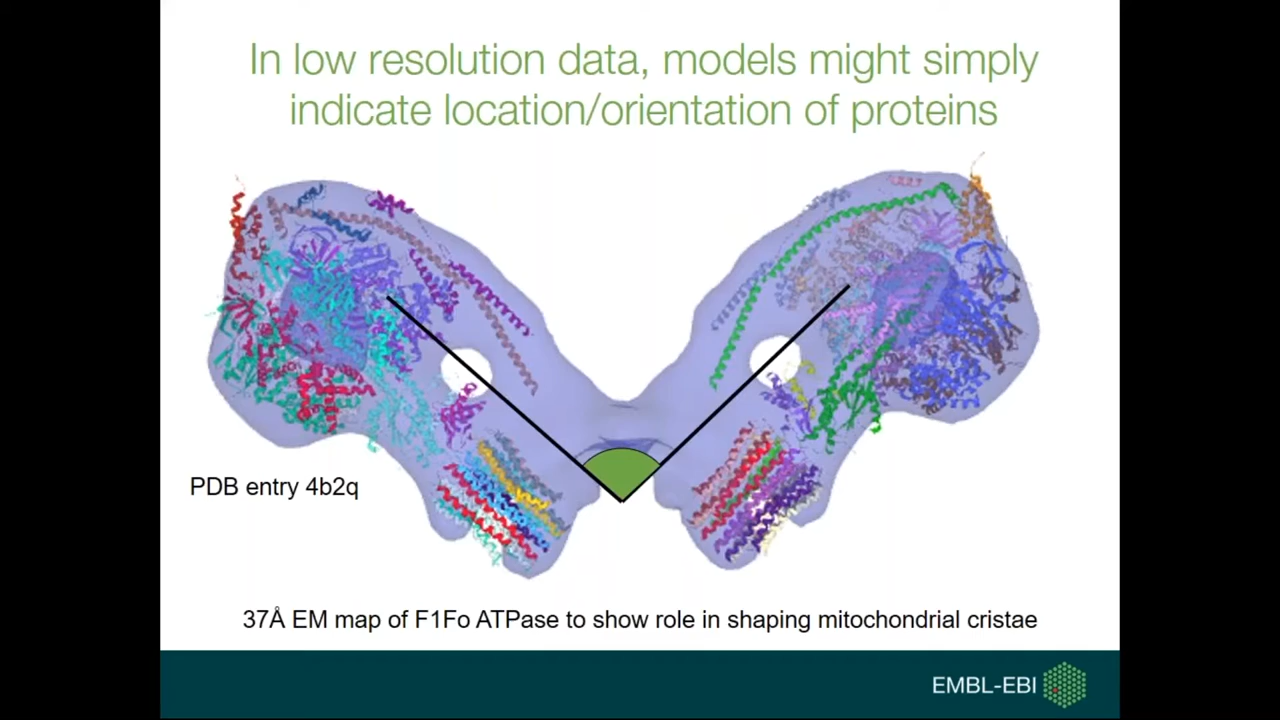 In low resolution data, models might simply
indicate location/orientation of proteins
PDB entry 4b2q
37Å EM map of F1Fo ATPase to show role in shaping mitochondrial cristae
EMBL-EBI